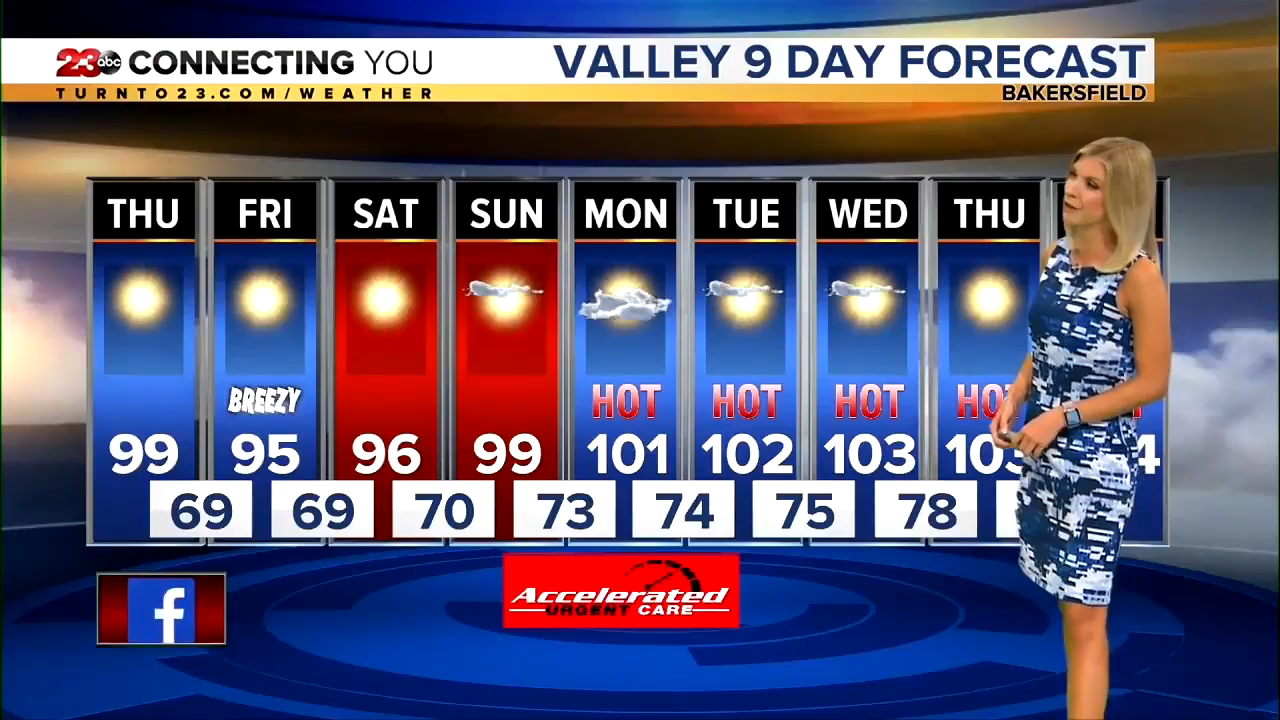 23 abc CONNECTING YOU
TURNTO23.COM/WEATHER
VALLEY 9 DAY FORECAST
BAKERSFIELD
THU FRI SAT SUN MON TUE WED THU
BREEZY HOT HOT HOT
99 95 96 99 101 102 103
69 69 70 73 74 75 78
f
Accelerated
URGENT CARE